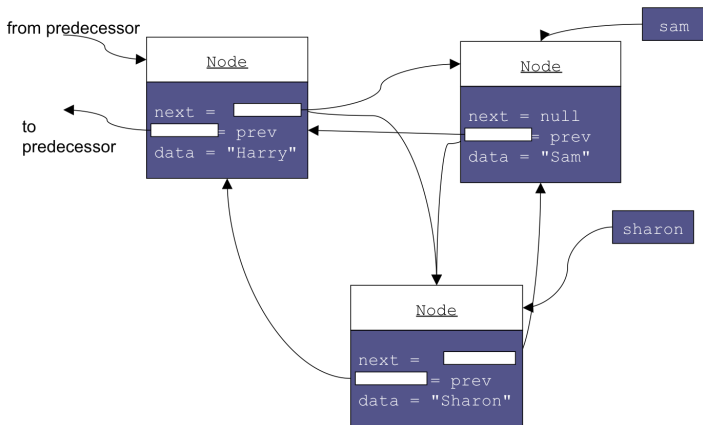 from predecessor
Node
next =
= prev
data = "Harry"
to
predecessor
Node
next = null
= prev
data = "Sam"
sam
sharon
Node
next =
= prev
data = "Sharon"